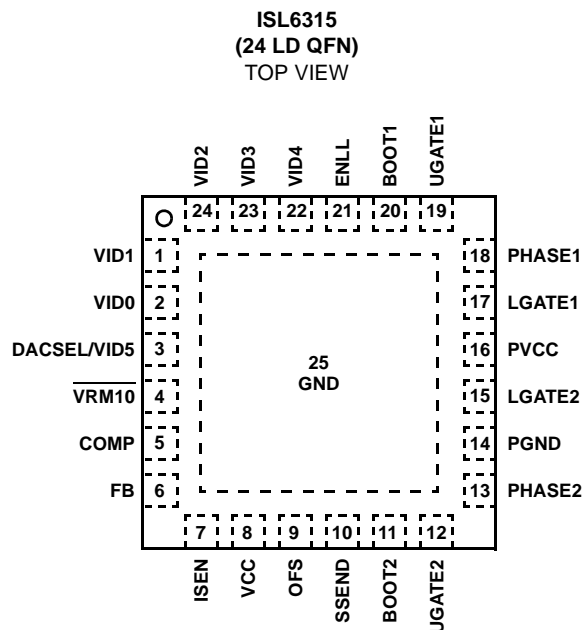 ISL6315
(24 LD QFN)
TOP VIEW
VID2
VID3
VID4
ENLL
BOOT1
UGATE1
24
23
22
21
20
19
VID1
1
18
PHASE1
VID0
2
17
LGATE1
DACSEL/VID5
3
16
PVCC
25
GND
VRM10
4
15
LGATE2
COMP
5
14
PGND
FB
6
13
PHASE2
7
8
9
10
11
12
ISEN
VCC
OFS
SSEND
BOOT2
UGATE2